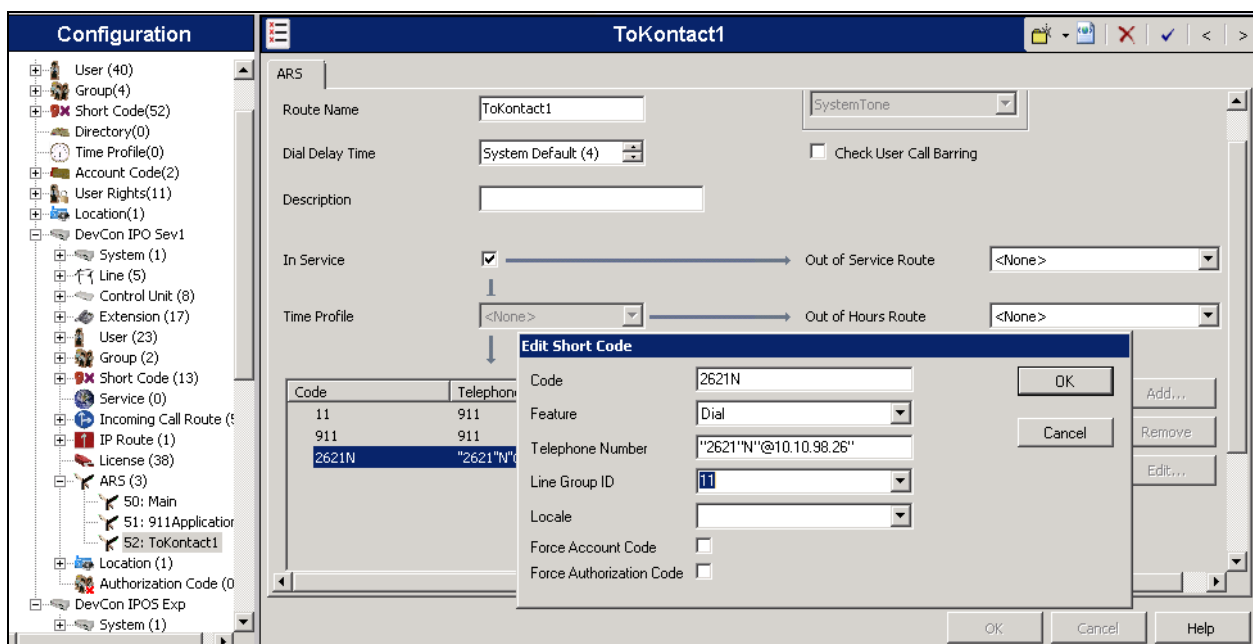 Configuration
User (40)
Group(4)
Short Code(52)
Directory(0)
Time Profile(0)
Account Code(2)
User Rights(11)
Location(1)
DevCon IPO Sev1
System (1)
Line (5)
Control Unit (8)
Extension (17)
User (23)
Group (2)
Short Code (13)
Service (0)
Incoming Call Route (
IP Route (1)
License (38)
ARS (3)
50: Main
51: 911Application
52: ToKontact1
Location (1)
Authorization Code (0
DevCon IPOS Exp
System (1)
ToKontact1
ARS
Route Name
ToKontact1
SystemTone
Dial Delay Time
System Default (4)
Check User Call Barring
Description
In Service
Out of Service Route
<None>
Time Profile
<None>
Out of Hours Route
<None>
Code
Telephon
11
911
911
911
2621N
"2621"N"
Add...
Remove
Edit...
Edit Short Code
Code
2621N
OK
Feature
Dial
Cancel
Telephone Number
"2621"N"@10.10.98.26"
Line Group ID
11
Locale
Force Account Code
Force Authorization Code
OK
Cancel
Help